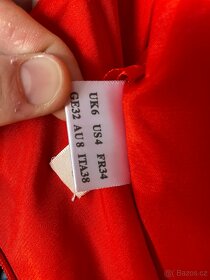 UK6 US4 FR34
GE32 AU8 ITA38
Bazos.cz